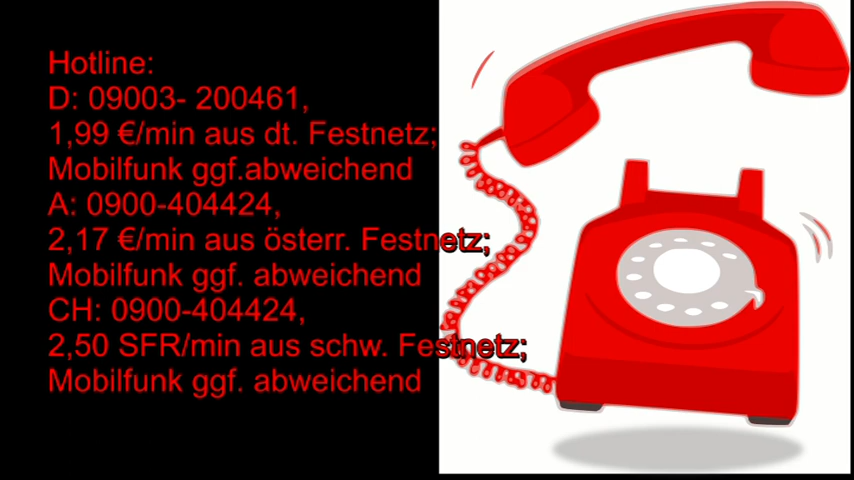 Hotline:
D: 09003- 200461,
1,99 €/min aus dt. Festnetz;
Mobilfunk ggf.abweichend
A: 0900-404424,
2,17 €/min aus österr. Festnetz;
Mobilfunk ggf. abweichend
CH: 0900-404424,
2,50 SFR/min aus schw. Festnetz;
Mobilfunk ggf. abweichend